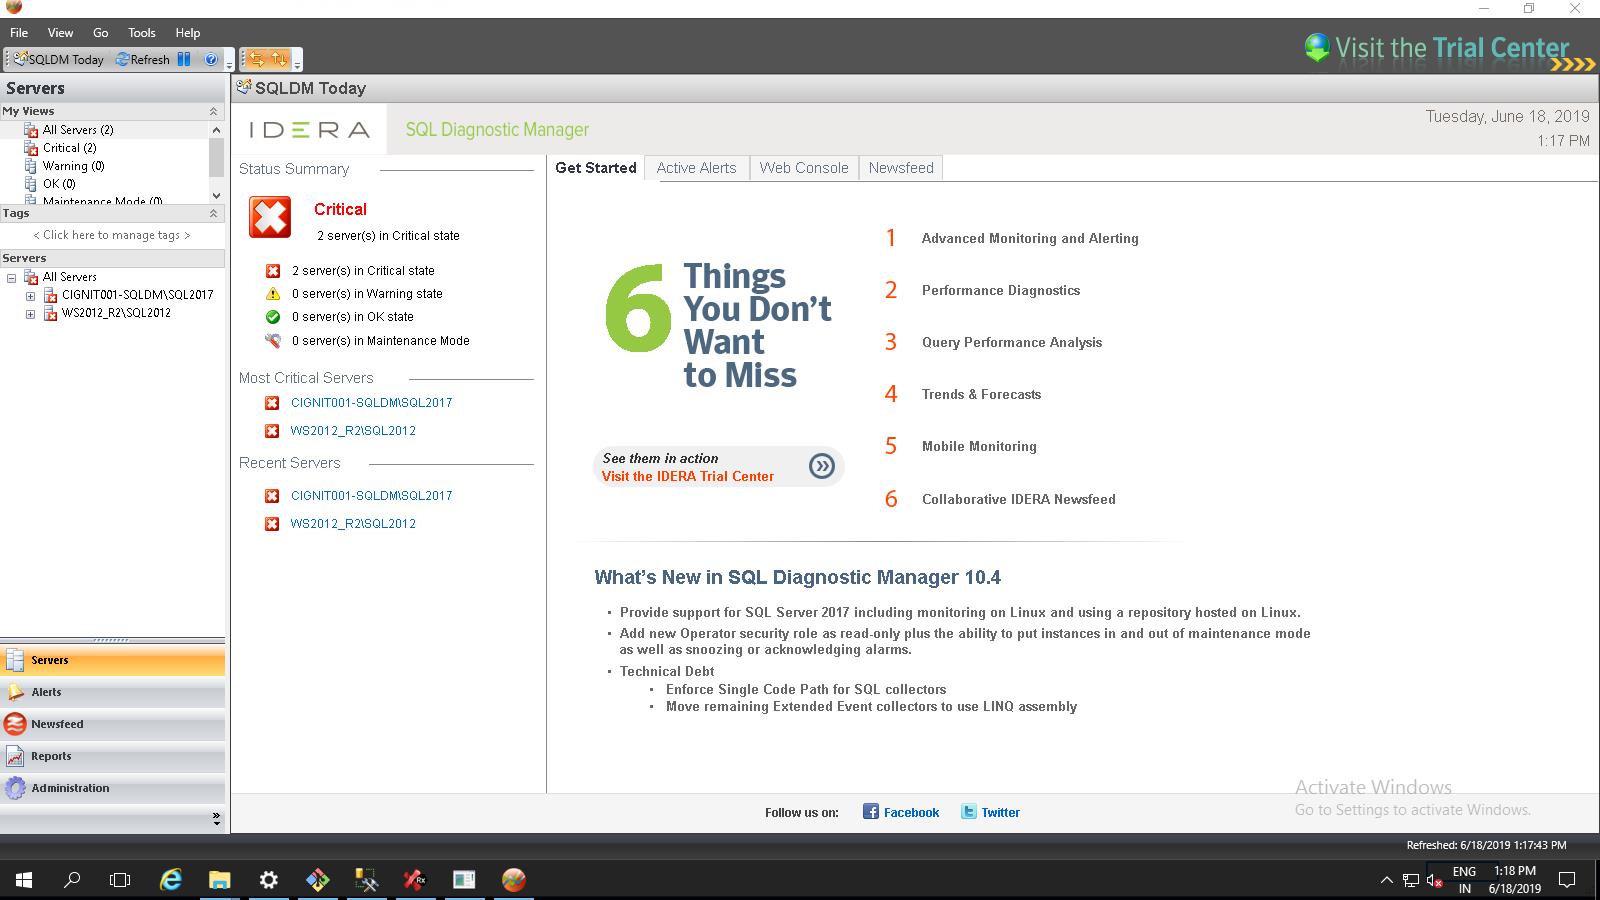 File View Go Tools Help
Visit the Trial Center
SQLDM Today Refresh
Servers
My Views
All Servers (2)
Critical (2)
Warning (0)
OK (0)
Maintenance Mode (0)
Tags
< Click here to manage tags >
Servers
All Servers
CIGNIT001-SQLDM\SQL2017
WS2012_R2\SQL2012
Servers
Alerts
Newsfeed
Reports
Administration
SQLDM Today
IDERA SQL Diagnostic Manager
Tuesday, June 18, 2019
1:17 PM
Status Summary
Critical
2 server(s) in Critical state
2 server(s) in Critical state
0 server(s) in Warning state
0 server(s) in OK state
0 server(s) in Maintenance Mode
Most Critical Servers
CIGNIT001-SQLDM\SQL2017
WS2012_R2\SQL2012
Recent Servers
CIGNIT001-SQLDM\SQL2017
WS2012_R2\SQL2012
Get Started Active Alerts Web Console Newsfeed
6 Things
You Don't
Want
to Miss
See them in action
Visit the IDERA Trial Center
1 Advanced Monitoring and Alerting
2 Performance Diagnostics
3 Query Performance Analysis
4 Trends & Forecasts
5 Mobile Monitoring
6 Collaborative IDERA Newsfeed
What's New in SQL Diagnostic Manager 10.4
• Provide support for SQL Server 2017 including monitoring on Linux and using a repository hosted on Linux.
• Add new Operator security role as read-only plus the ability to put instances in and out of maintenance mode
as well as snoozing or acknowledging alarms.
• Technical Debt
• Enforce Single Code Path for SQL collectors
• Move remaining Extended Event collectors to use LINQ assembly
Activate Windows
Go to Settings to activate Windows.
Follow us on: Facebook Twitter
Refreshed: 6/18/2019 1:17:43 PM
ENG 1:18 PM
IN 6/18/2019